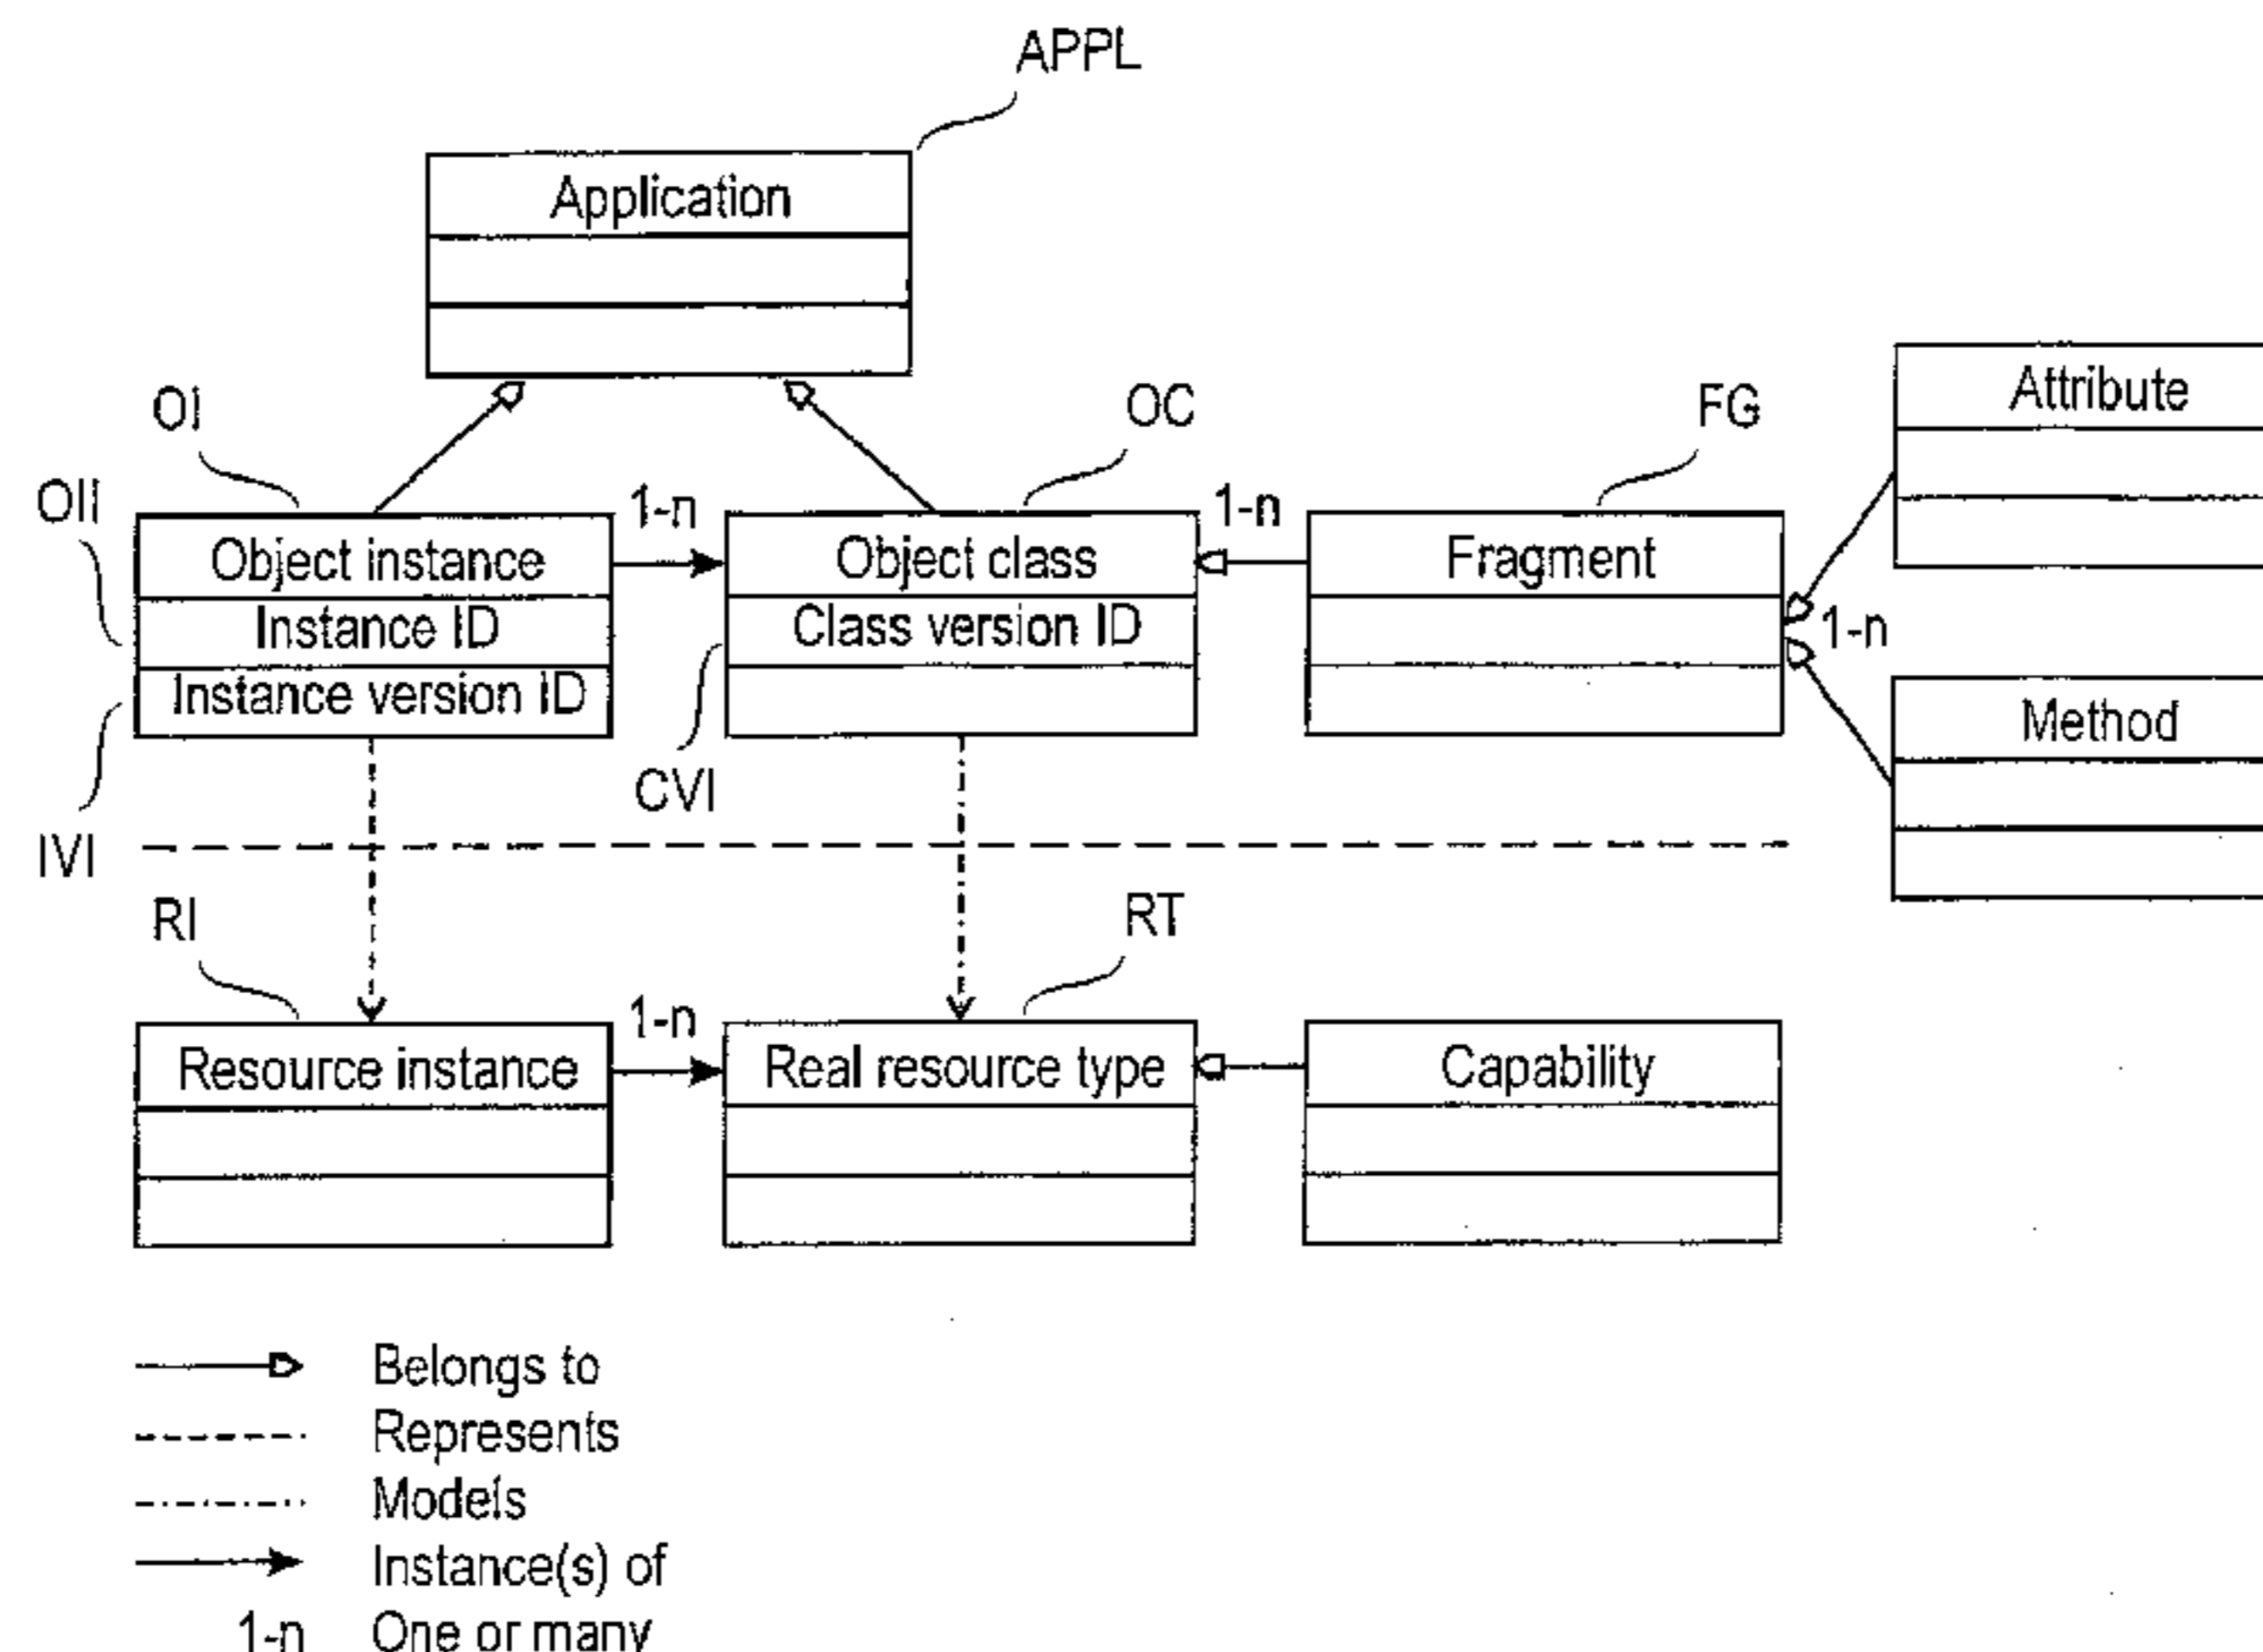 APPL
Application
OI
OC
FG
Attribute
OII
1-n
1-n
Object instance
Object class
Fragment
Instance ID
Class version ID
1-n
Instance version ID
Method
CVI
IVI
RI
RT
1-n
Resource instance
Real resource type
Capability
Belongs to
Represents
Models
Instance(s) of
1-n One or many